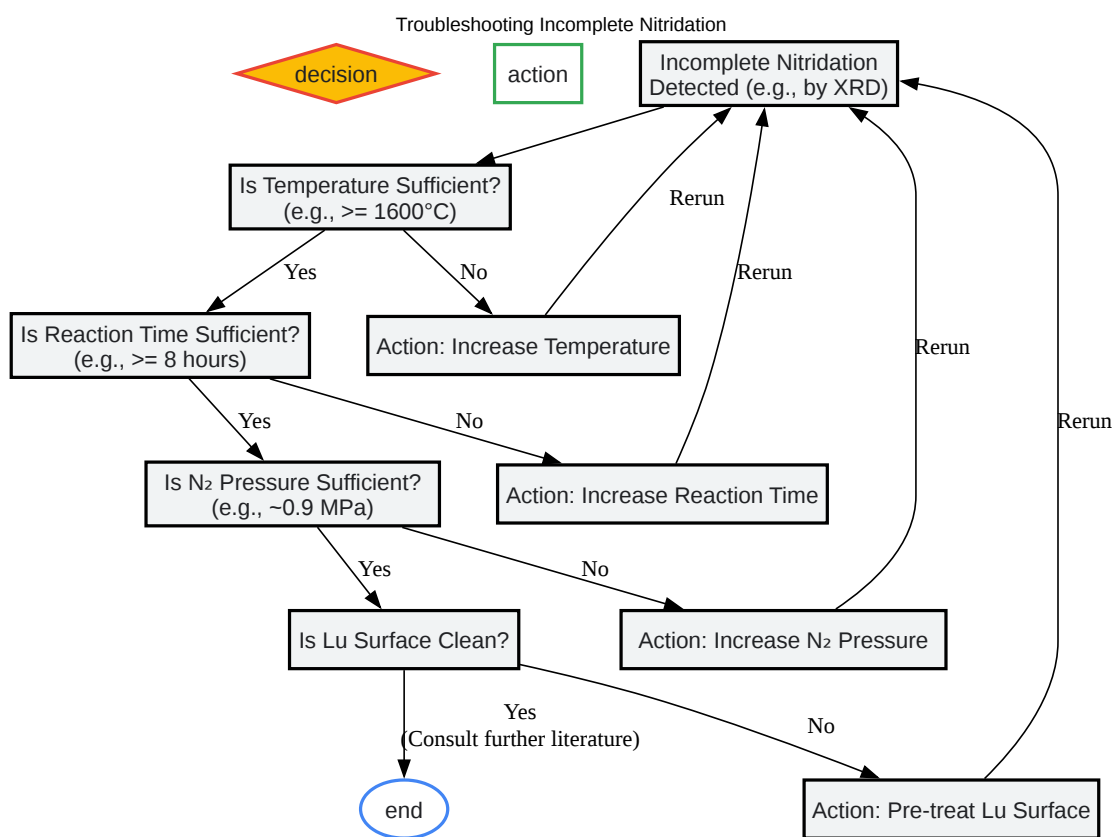 Troubleshooting Incomplete Nitridation
decision
action
Incomplete Nitridation
Detected (e.g., by XRD)
Is Temperature Sufficient?
(e.g., >= 1600°C)
Rerun
Yes
No
Rerun
Is Reaction Time Sufficient?
(e.g., >= 8 hours)
Action: Increase Temperature
Rerun
Yes
No
Rerun
Is N₂ Pressure Sufficient?
(e.g., ~0.9 MPa)
Action: Increase Reaction Time
Yes
No
Is Lu Surface Clean?
Action: Increase N₂ Pressure
Yes
(Consult further literature)
No
end
Action: Pre-treat Lu Surface